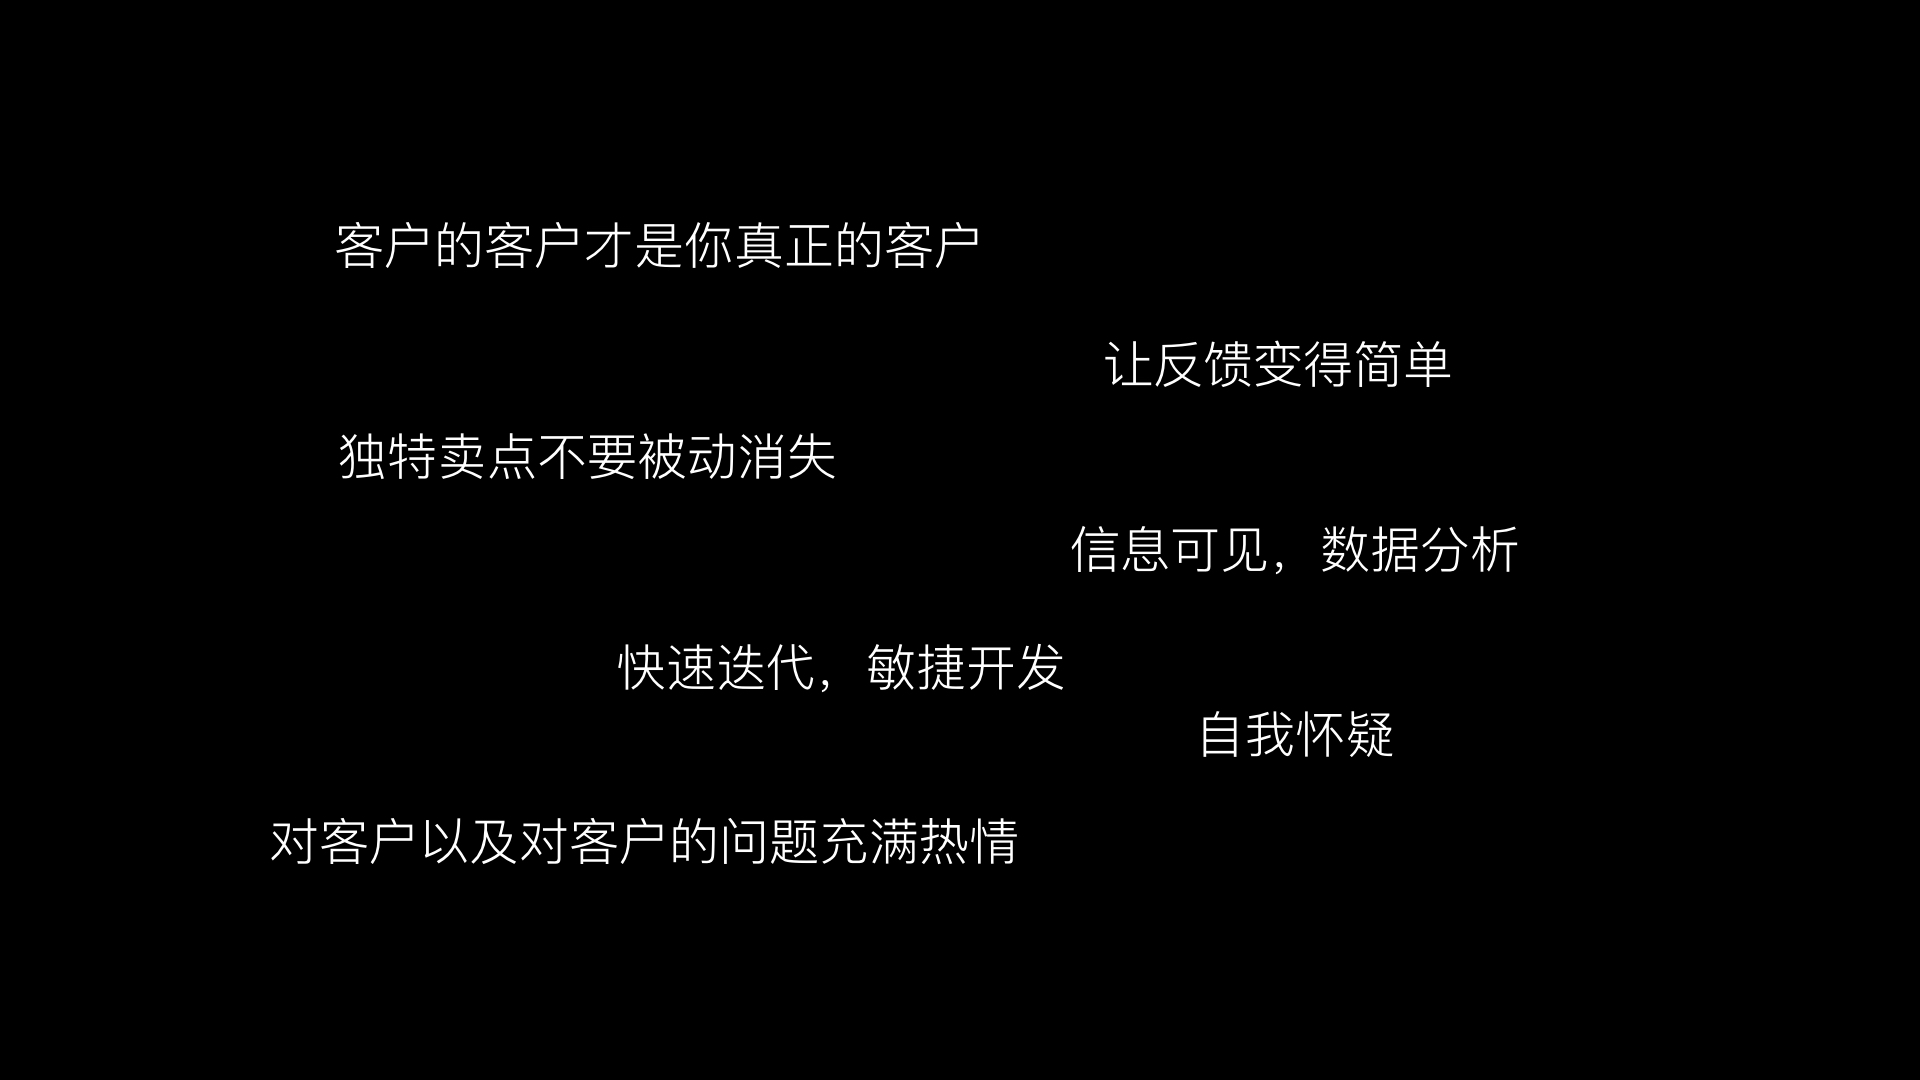 客户的客户才是你真正的客户
让反馈变得简单
独特卖点不要被动消失
信息可见，数据分析
快速迭代，敏捷开发
自我怀疑
对客户以及对客户的问题充满热情